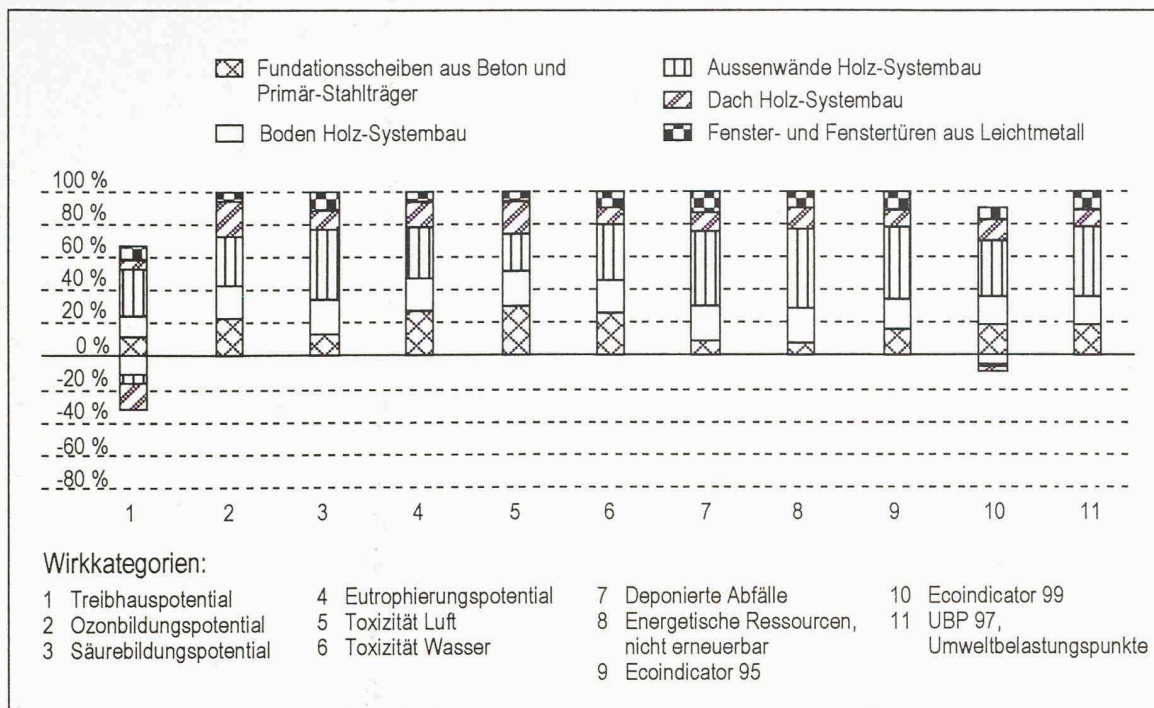 Fundationsscheiben aus Beton und
Primär-Stahlträger
Boden Holz-Systembau
Aussenwände Holz-Systembau
Dach Holz-Systembau
Fenster- und Fenstertüren aus Leichtmetall
100 %
80 %
60 %
40 %
20 %
0 %
-20 %
-40 %
-60 %
-80 %
1 2 3 4 5 6 7 8 9 10 11
Wirkkategorien:
1 Treibhauspotential
2 Ozonbildungspotential
3 Säurebildungspotential
4 Eutrophierungspotential
5 Toxizität Luft
6 Toxizität Wasser
7 Deponierte Abfälle
8 Energetische Ressourcen,
nicht erneuerbar
9 Ecoindicator 95
10 Ecoindicator 99
11 UBP 97,
Umweltbelastungspunkte